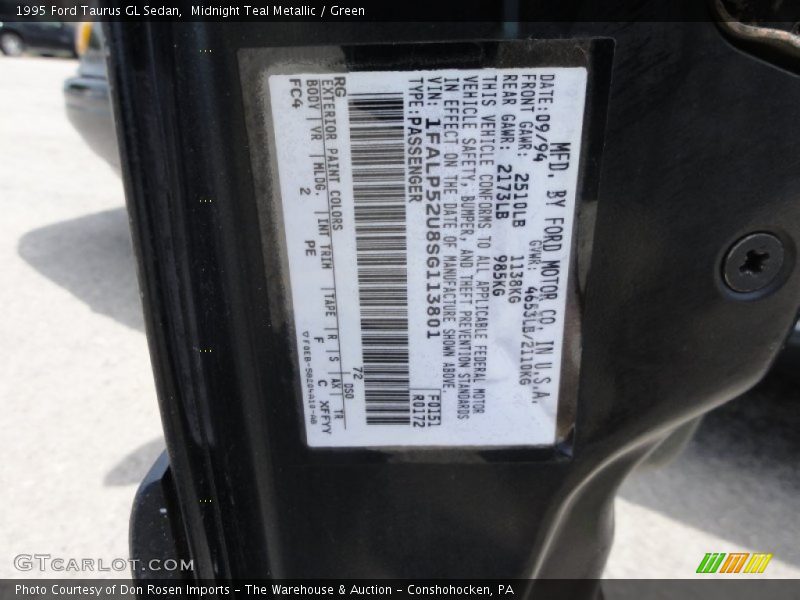 1995 Ford Taurus GL Sedan,  Midnight Teal Metallic / Green
MFD. BY FORD MOTOR CO. IN U.S.A.
DATE: 09/94 GVWR: 4653LB/2110KG
FRONT GAWR: 2510LB 1138KG
REAR GAWR: 2173LB 985KG
THIS VEHICLE CONFORMS TO ALL APPLICABLE FEDERAL MOTOR
VEHICLE SAFETY, BUMPER, AND THEFT PREVENTION STANDARDS
IN EFFECT ON THE DATE OF MANUFACTURE SHOWN ABOVE.
VIN: 1FALP52U8SG113801 F0151
TYPE: PASSENGER R0172
RG 72 DSO
EXTERIOR PAINT COLORS
BODY VR MLDG. INT TRIM TAPE R S AX TR
FC4 2 PE F C XFFYY
GTCARLOT.COM
Photo Courtesy of Don Rosen Imports – The Warehouse & Auction – Conshohocken, PA